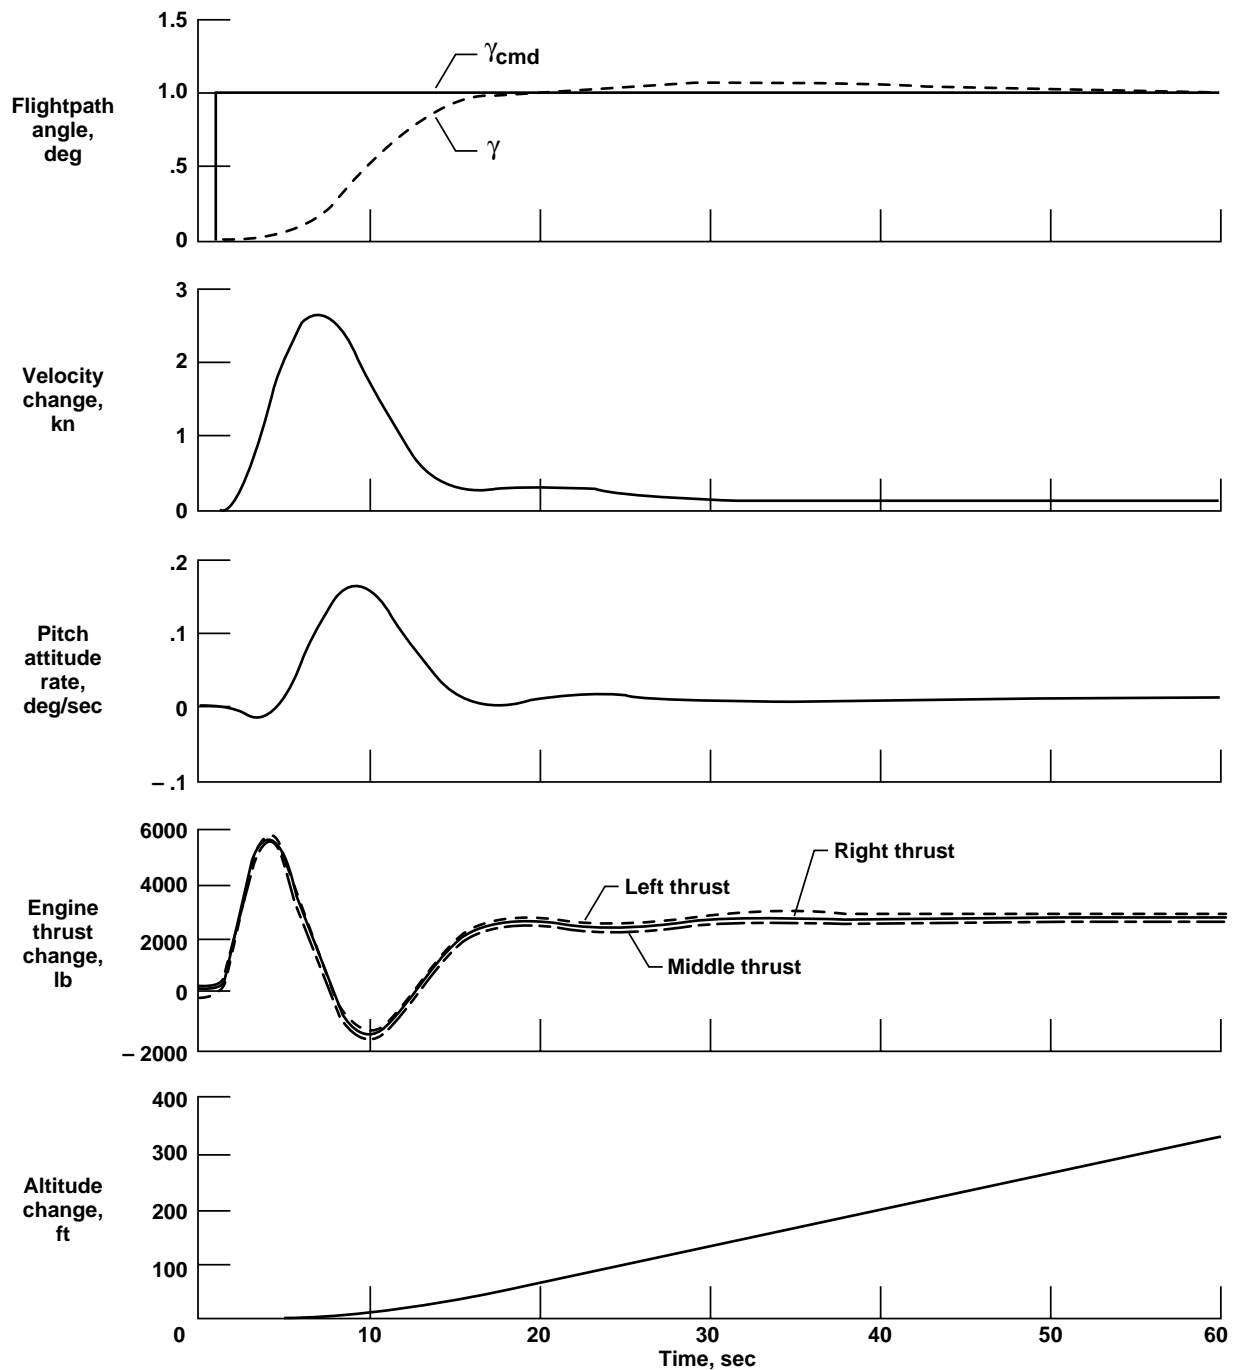 1.5
γcmd
1.0
Flightpath
angle,
deg
.5
γ
0
3
2
Velocity
change,
kn
1
0
.2
.1
Pitch
attitude
rate,
deg/sec
0
– .1
6000
Right thrust
4000
Left thrust
Engine
thrust
change,
lb
2000
Middle thrust
0
– 2000
400
300
Altitude
change,
ft
200
100
0 10 20 30 40 50 60
Time, sec